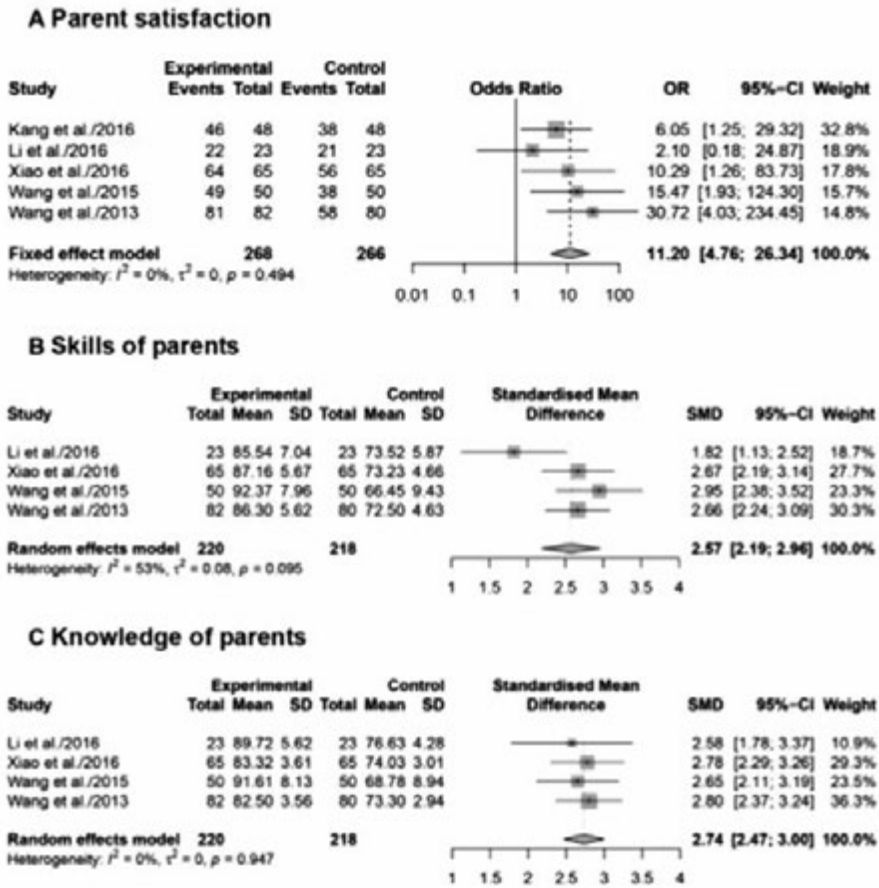 A Parent satisfaction
Experimental Control
Study Events Total Events Total Odds Ratio OR 95%-CI Weight
Kang et al./2016 46 48 38 48 6.05 [1.25; 29.32] 32.8%
Li et al./2016 22 23 21 23 2.10 [0.18; 24.87] 18.9%
Xiao et al./2016 64 65 56 65 10.29 [1.26; 83.73] 17.8%
Wang et al./2015 49 50 38 50 15.47 [1.93; 124.30] 15.7%
Wang et al./2013 81 82 58 80 30.72 [4.03; 234.45] 14.8%
Fixed effect model 268 266 11.20 [4.76; 26.34] 100.0%
Heterogeneity: I² = 0%, τ² = 0, p = 0.494
0.01 0.1 1 10 100
B Skills of parents
Experimental Control Standardised Mean
Study Total Mean SD Total Mean SD Difference SMD 95%-CI Weight
Li et al./2016 23 85.54 7.04 23 73.52 5.87 1.82 [1.13; 2.52] 18.7%
Xiao et al./2016 65 87.16 5.67 65 73.23 4.66 2.67 [2.19; 3.14] 27.7%
Wang et al./2015 50 92.37 7.96 50 66.45 9.43 2.95 [2.38; 3.52] 23.3%
Wang et al./2013 82 86.30 5.62 80 72.50 4.63 2.66 [2.24; 3.09] 30.3%
Random effects model 220 218 2.57 [2.19; 2.96] 100.0%
Heterogeneity: I² = 53%, τ² = 0.08, p = 0.095
1 1.5 2 2.5 3 3.5 4
C Knowledge of parents
Experimental Control Standardised Mean
Study Total Mean SD Total Mean SD Difference SMD 95%-CI Weight
Li et al./2016 23 89.72 5.62 23 76.63 4.28 2.58 [1.78; 3.37] 10.9%
Xiao et al./2016 65 83.32 3.61 65 74.03 3.01 2.78 [2.29; 3.26] 29.3%
Wang et al./2015 50 91.61 8.13 50 68.78 8.94 2.65 [2.11; 3.19] 23.5%
Wang et al./2013 82 82.50 3.56 80 73.30 2.94 2.80 [2.37; 3.24] 36.3%
Random effects model 220 218 2.74 [2.47; 3.00] 100.0%
Heterogeneity: I² = 0%, τ² = 0, p = 0.947
1 1.5 2 2.5 3 3.5 4